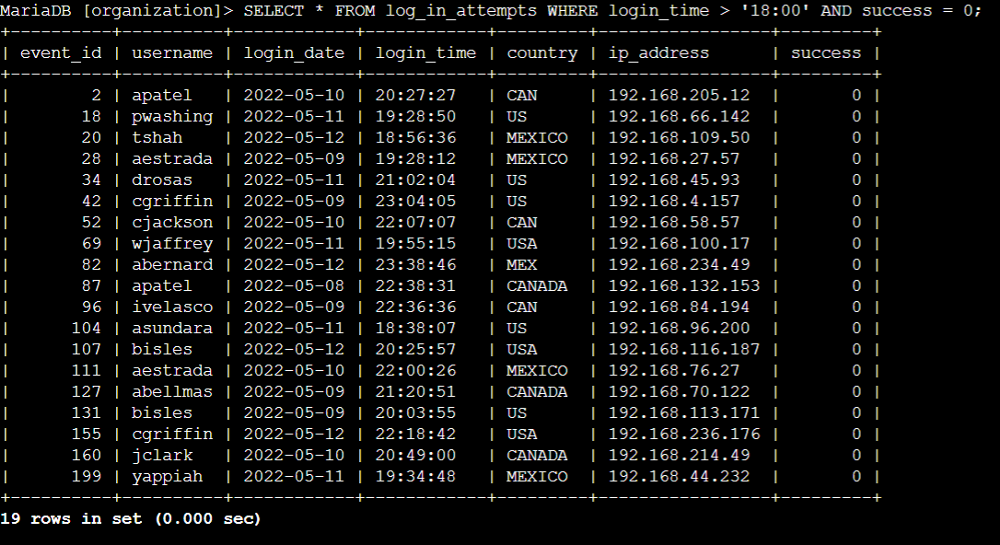 MariaDB [organization]> SELECT * FROM log_in_attempts WHERE login_time > '18:00' AND success = 0;
+----------+----------+------------+------------+---------+-----------------+---------+
| event_id | username | login_date | login_time | country | ip_address      | success |
+----------+----------+------------+------------+---------+-----------------+---------+
|        2 | apatel   | 2022-05-10 | 20:27:27   | CAN     | 192.168.205.12  |       0 |
|       18 | pwashing | 2022-05-11 | 19:28:50   | US      | 192.168.66.142  |       0 |
|       20 | tshah    | 2022-05-12 | 18:56:36   | MEXICO  | 192.168.109.50  |       0 |
|       28 | aestrada | 2022-05-09 | 19:28:12   | MEXICO  | 192.168.27.57   |       0 |
|       34 | drosas   | 2022-05-11 | 21:02:04   | US      | 192.168.45.93   |       0 |
|       42 | cgriffin | 2022-05-09 | 23:04:05   | US      | 192.168.4.157   |       0 |
|       52 | cjackson | 2022-05-10 | 22:07:07   | CAN     | 192.168.58.57   |       0 |
|       69 | wjaffrey | 2022-05-11 | 19:55:15   | USA     | 192.168.100.17  |       0 |
|       82 | abernard | 2022-05-12 | 23:38:46   | MEX     | 192.168.234.49  |       0 |
|       87 | apatel   | 2022-05-08 | 22:38:31   | CANADA  | 192.168.132.153 |       0 |
|       96 | ivelasco | 2022-05-09 | 22:36:36   | CAN     | 192.168.84.194  |       0 |
|      104 | asundara | 2022-05-11 | 18:38:07   | US      | 192.168.96.200  |       0 |
|      107 | bisles   | 2022-05-12 | 20:25:57   | USA     | 192.168.116.187 |       0 |
|      111 | aestrada | 2022-05-10 | 22:00:26   | MEXICO  | 192.168.76.27   |       0 |
|      127 | abellmas | 2022-05-09 | 21:20:51   | CANADA  | 192.168.70.122  |       0 |
|      131 | bisles   | 2022-05-09 | 20:03:55   | US      | 192.168.113.171 |       0 |
|      155 | cgriffin | 2022-05-12 | 22:18:42   | USA     | 192.168.236.176 |       0 |
|      160 | jclark   | 2022-05-10 | 20:49:00   | CANADA  | 192.168.214.49  |       0 |
|      199 | yappiah  | 2022-05-11 | 19:34:48   | MEXICO  | 192.168.44.232  |       0 |
+----------+----------+------------+------------+---------+-----------------+---------+
19 rows in set (0.000 sec)